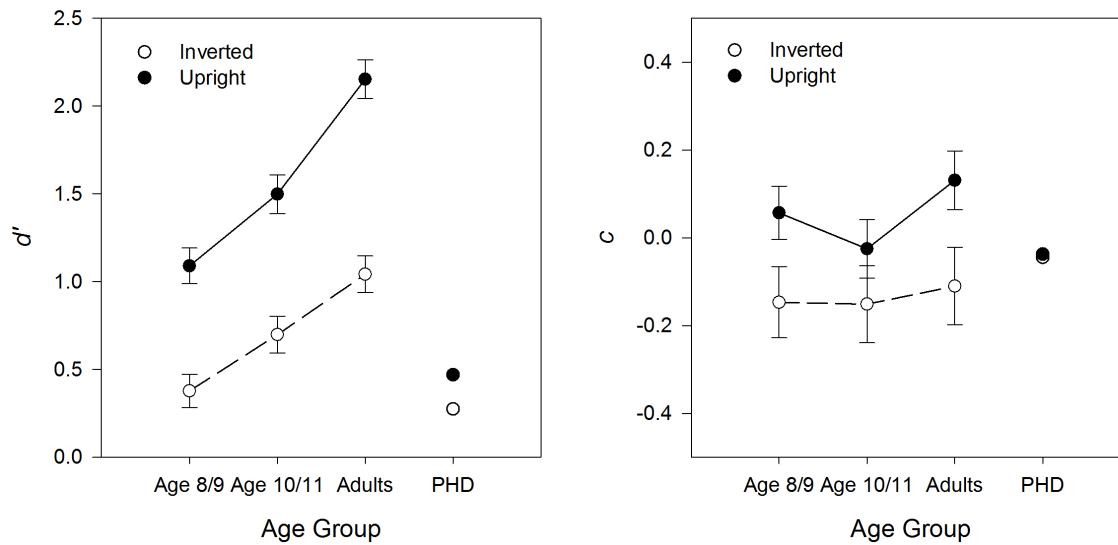 2.5
2.0
1.5
1.0
0.5
0.0
d'
Inverted
Upright
Age 8/9 Age 10/11 Adults PHD
Age Group
0.4
0.2
0.0
-0.2
-0.4
c
Inverted
Upright
Age 8/9 Age 10/11 Adults PHD
Age Group